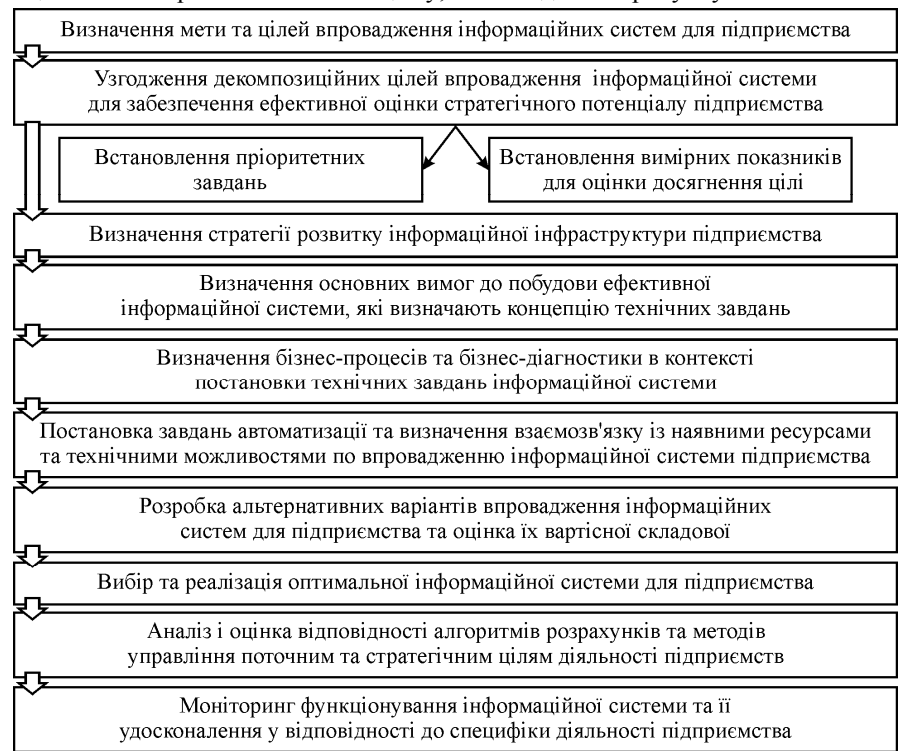 Визначення мети та цілей впровадження інформаційних систем для підприємства
Узгодження декомпозиційних цілей впровадження інформаційної системи
для забезпечення ефективної оцінки стратегічного потенціалу підприємства
Встановлення пріоритетних
завдань
Встановлення вимірних показників
для оцінки досягнення цілі
Визначення стратегії розвитку інформаційної інфраструктури підприємства
Визначення основних вимог до побудови ефективної
інформаційної системи, які визначають концепцію технічних завдань
Визначення бізнес-процесів та бізнес-діагностики в контексті
постановки технічних завдань інформаційної системи
Постановка завдань автоматизації та визначення взаємозв'язку із наявними ресурсами
та технічними можливостями по впровадженню інформаційної системи підприємства
Розробка альтернативних варіантів впровадження інформаційних
систем для підприємства та оцінка їх вартісної складової
Вибір та реалізація оптимальної інформаційної системи для підприємства
Аналіз і оцінка відповідності алгоритмів розрахунків та методів
управління поточним та стратегічним цілям діяльності підприємств
Моніторинг функціонування інформаційної системи та її
удосконалення у відповідності до специфіки діяльності підприємства